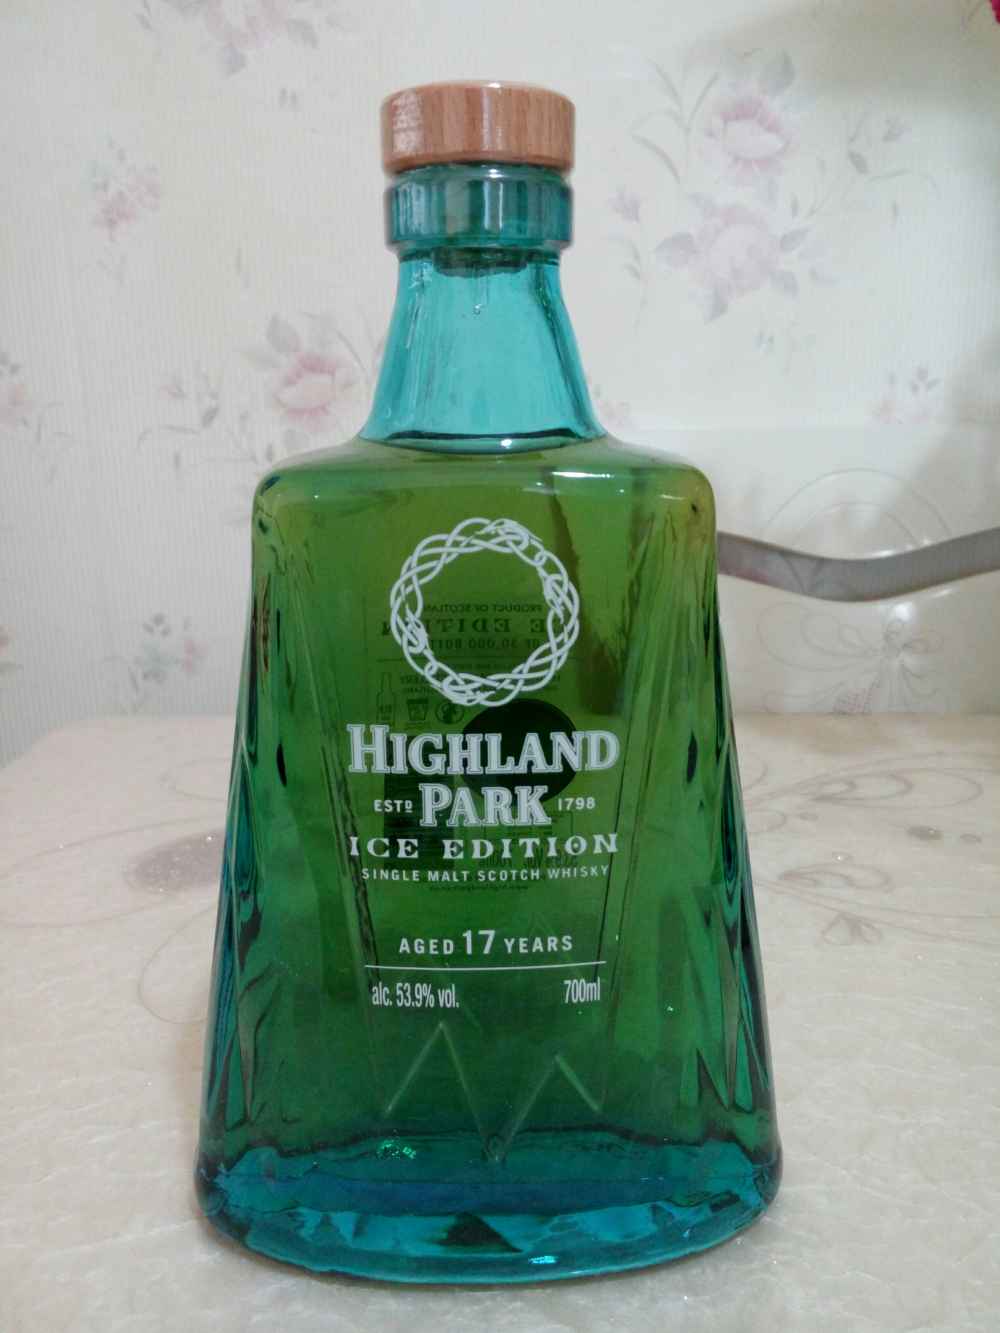 HIGHLAND
ESTD PARK 1798
ICE EDITION
SINGLE MALT SCOTCH WHISKY
AGED 17 YEARS
alc. 53.9% vol. 700ml